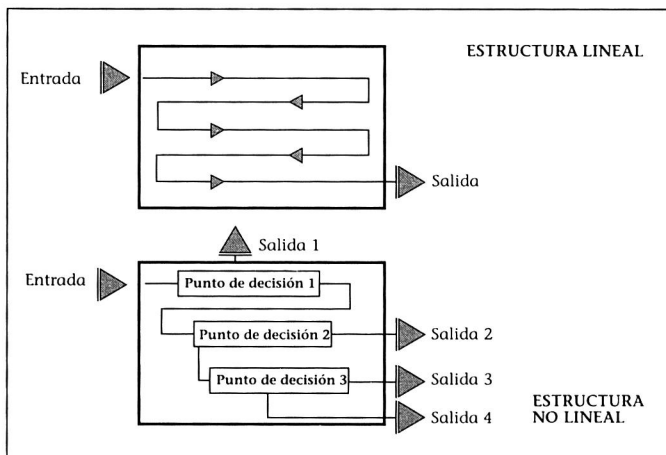 ESTRUCTURA LINEAL
Entrada
Salida
Salida 1
Entrada
Punto de decisión 1
Punto de decisión 2
Salida 2
Punto de decisión 3
Salida 3
Salida 4
ESTRUCTURA
NO LINEAL